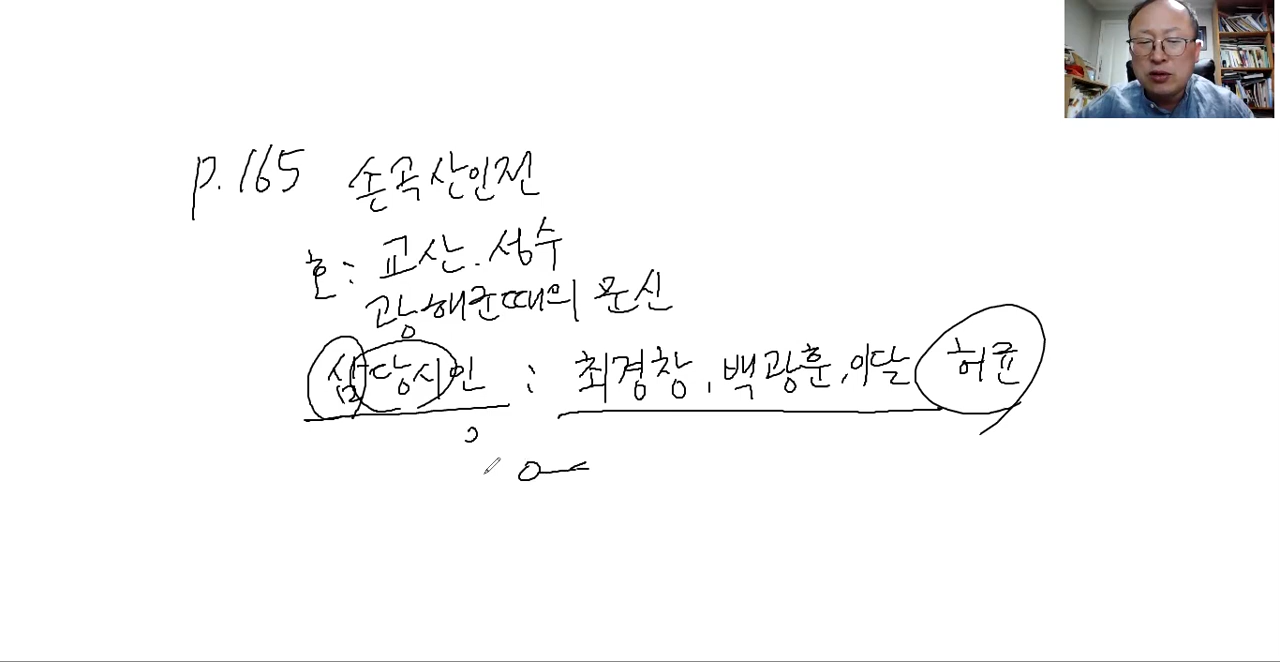 p.165 손곡산인전
호: 교산. 성수
광해군때의 문신
삼당시인 : 최경창, 백광훈, 이달 허균